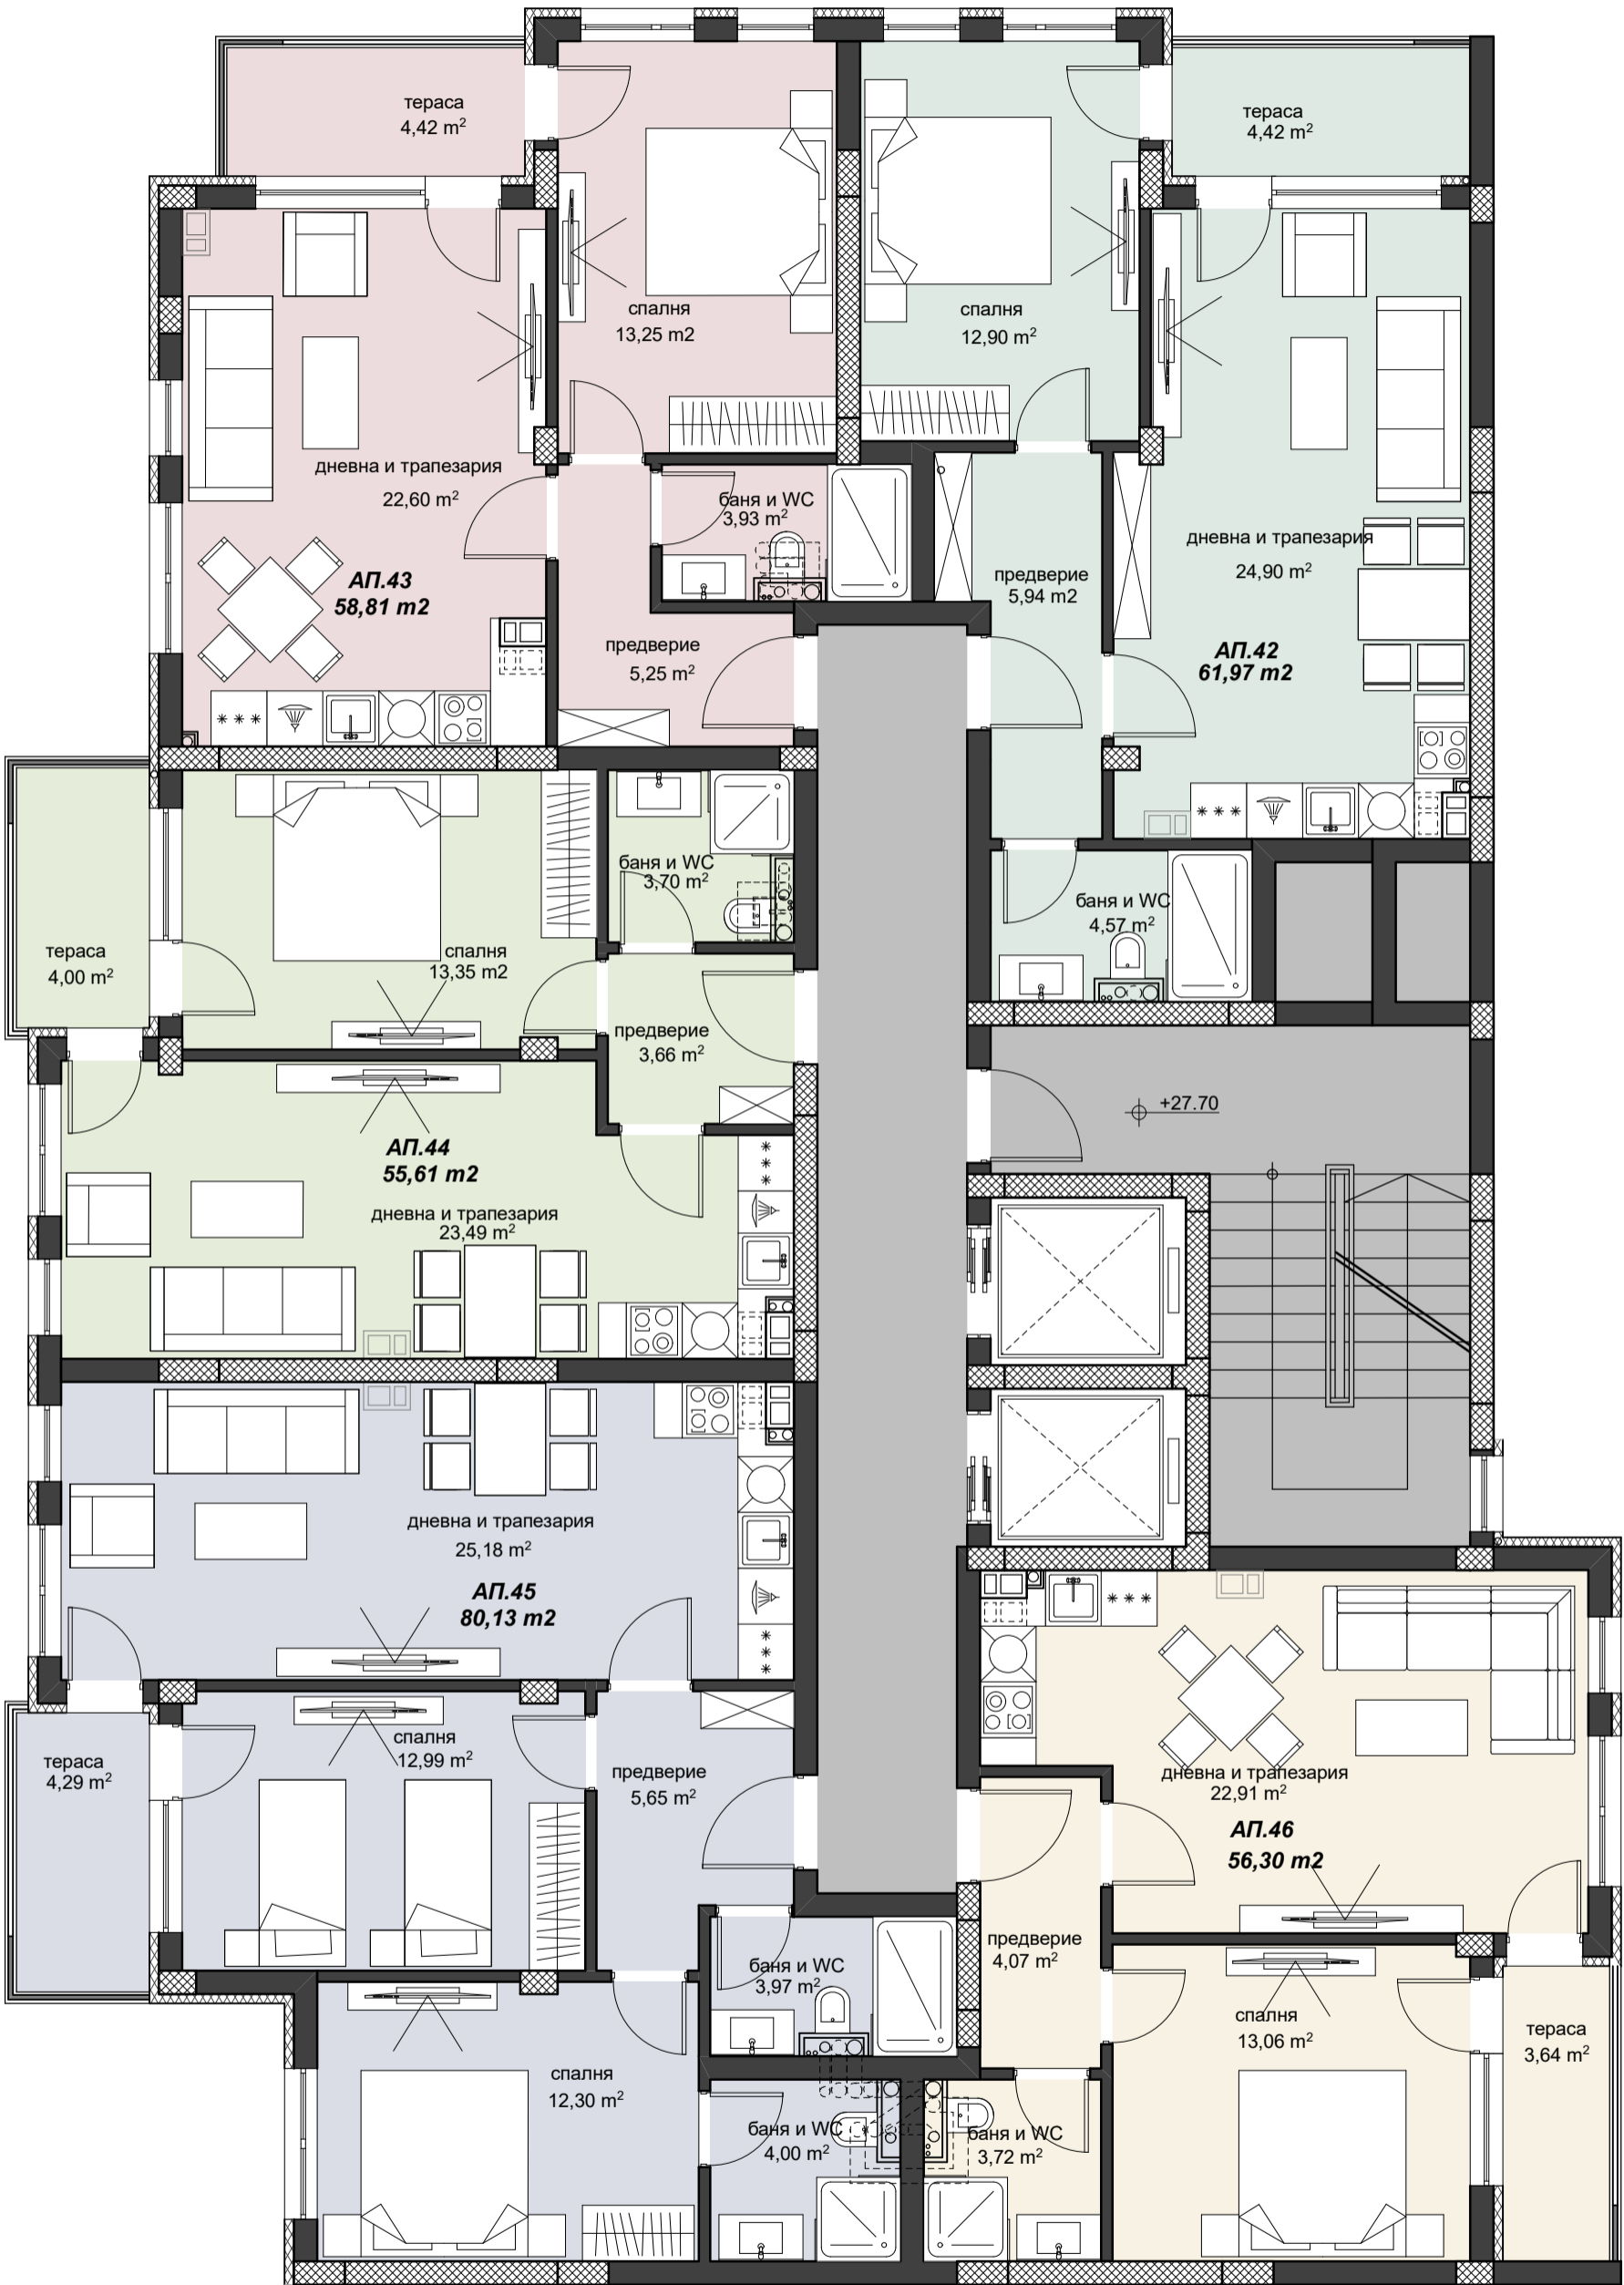 тераса
4,42 m²
тераса
4,42 m²
спалня
13,25 m2
спалня
12,90 m²
дневна и трапезария
22,60 m²
АП.43
58,81 m2
баня и WC
3,93 m²
предверие
5,25 m²
предверие
5,94 m2
дневна и трапезария
24,90 m²
АП.42
61,97 m2
баня и WC
4,57 m²
тераса
4,00 m²
спалня
13,35 m2
баня и WC
3,70 m²
предверие
3,66 m²
АП.44
55,61 m2
дневна и трапезария
23,49 m²
+27.70
дневна и трапезария
25,18 m²
АП.45
80,13 m2
тераса
4,29 m²
спалня
12,99 m²
предверие
5,65 m²
баня и WC
3,97 m²
спалня
12,30 m²
баня и WC
4,00 m²
дневна и трапезария
22,91 m²
АП.46
56,30 m2
предверие
4,07 m²
спалня
13,06 m²
тераса
3,64 m²
баня и WC
3,72 m²